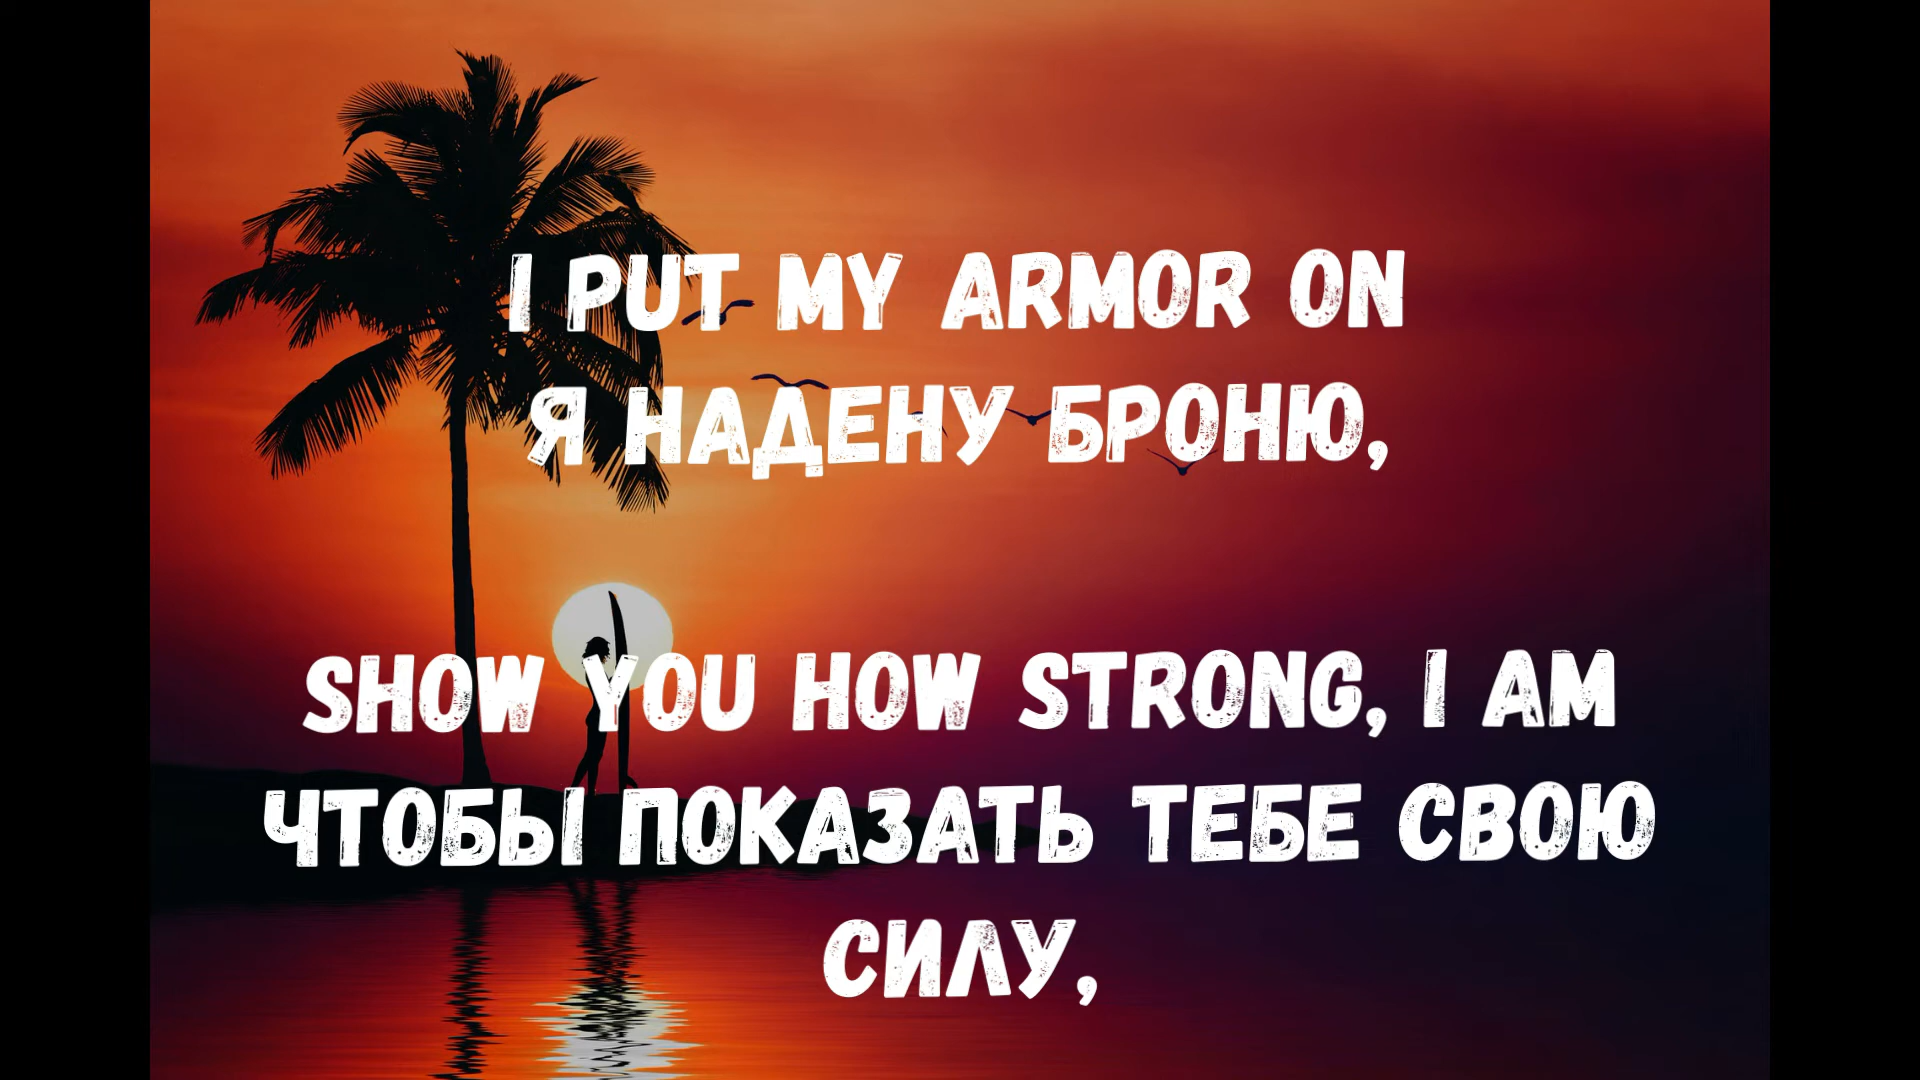 I PUT MY ARMOR ON
Я НАДЕНУ БРОНЮ,
SHOW YOU HOW STRONG, I AM
ЧТОБЫ ПОКАЗАТЬ ТЕБЕ СВОЮ
СИЛУ,